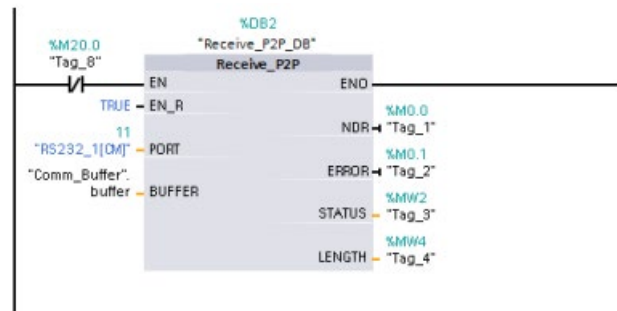 %DB2
"Receive_P2P_DB"
%M20.0
"Tag_8"
Receive_P2P
EN
ENO
TRUE
EN_R
%M0.0
NDR
"Tag_1"
11
"RS232_1[CM]"
PORT
%M0.1
ERROR
"Tag_2"
"Comm_Buffer".
buffer
BUFFER
%MW2
STATUS
"Tag_3"
%MW4
LENGTH
"Tag_4"